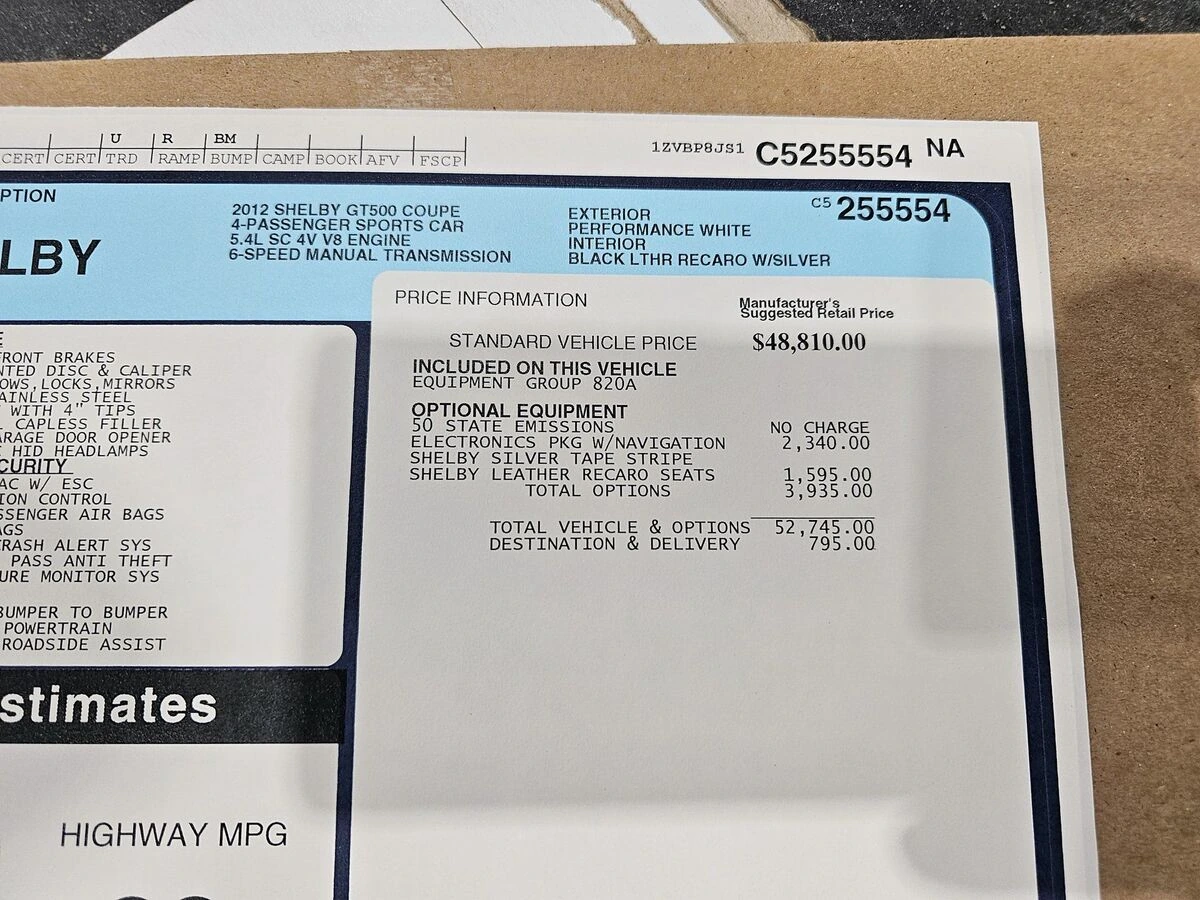 U R BM
CERT CERT TRD RAMP BUMP CAMP BOOK AFV FSCP
1ZVBP8JS1 C5255554 NA
PTION
LBY
2012 SHELBY GT500 COUPE
4-PASSENGER SPORTS CAR
5.4L SC 4V V8 ENGINE
6-SPEED MANUAL TRANSMISSION
EXTERIOR
PERFORMANCE WHITE
INTERIOR
BLACK LTHR RECARO W/SILVER
C5 255554
E
FRONT BRAKES
NTED DISC & CALIPER
OWS,LOCKS,MIRRORS
AINLESS STEEL
WITH 4" TIPS
L CAPLESS FILLER
ARAGE DOOR OPENER
HID HEADLAMPS
CURITY
AC W/ ESC
ION CONTROL
SSENGER AIR BAGS
AGS
CRASH ALERT SYS
PASS ANTI THEFT
URE MONITOR SYS
BUMPER TO BUMPER
POWERTRAIN
ROADSIDE ASSIST
stimates
HIGHWAY MPG
PRICE INFORMATION
Manufacturer's
Suggested Retail Price
STANDARD VEHICLE PRICE $48,810.00
INCLUDED ON THIS VEHICLE
EQUIPMENT GROUP 820A
OPTIONAL EQUIPMENT
50 STATE EMISSIONS NO CHARGE
ELECTRONICS PKG W/NAVIGATION 2,340.00
SHELBY SILVER TAPE STRIPE
SHELBY LEATHER RECARO SEATS 1,595.00
TOTAL OPTIONS 3,935.00
TOTAL VEHICLE & OPTIONS 52,745.00
DESTINATION & DELIVERY 795.00